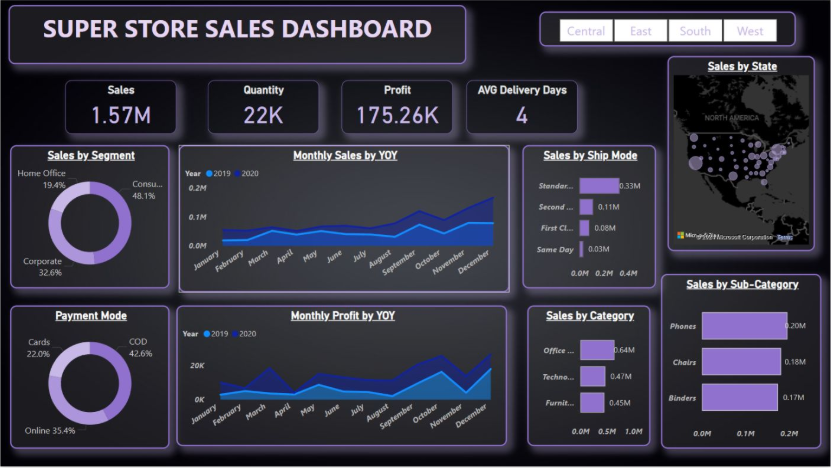 SUPER STORE SALES DASHBOARD
Central East South West
Sales
1.57M
Quantity
22K
Profit
175.26K
AVG Delivery Days
4
Sales by State
NORTH AMERICA
Microsoft Corporation Terms
Sales by Segment
Home Office
19.4%
Consu...
48.1%
Corporate
32.6%
Monthly Sales by YOY
Year 2019 2020
0.2M
0.1M
0.0M
January February March April May June July August September October November December
Sales by Ship Mode
Standar... 0.33M
Second ... 0.11M
First Cl... 0.08M
Same Day 0.03M
0.0M 0.2M 0.4M
Payment Mode
Cards
22.0%
COD
42.6%
Online 35.4%
Monthly Profit by YOY
Year 2019 2020
20K
0K
January February March April May June July August September October November December
Sales by Category
Office ... 0.64M
Techno... 0.47M
Furnit... 0.45M
0.0M 0.5M 1.0M
Sales by Sub-Category
Phones 0.20M
Chairs 0.18M
Binders 0.17M
0.0M 0.1M 0.2M